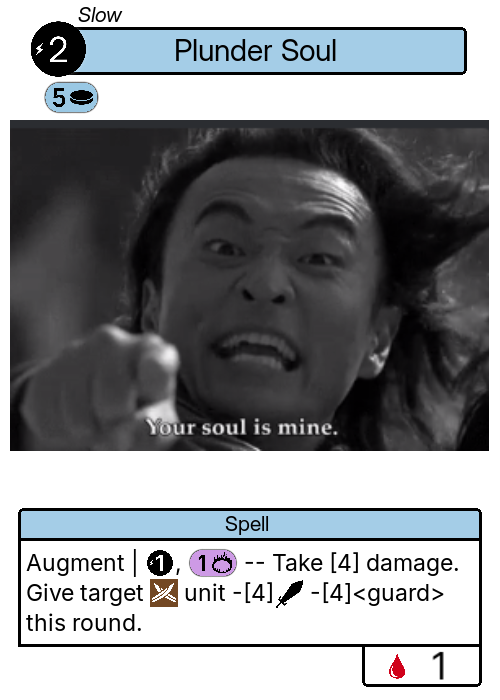 Slow
2 Plunder Soul
5
Your soul is mine.
Spell
Augment | 1, 1 -- Take [4] damage.
Give target unit -[4] -[4]<guard>
this round.
1